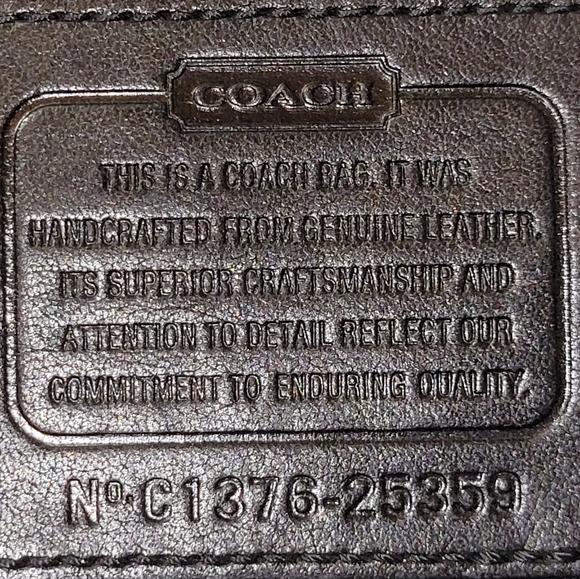 COACH
THIS IS A COACH BAG. IT WAS
HANDCRAFTED FROM GENUINE LEATHER.
ITS SUPERIOR CRAFTSMANSHIP AND
ATTENTION TO DETAIL REFLECT OUR
COMMITMENT TO ENDURING QUALITY.
Nº. C1376-25359